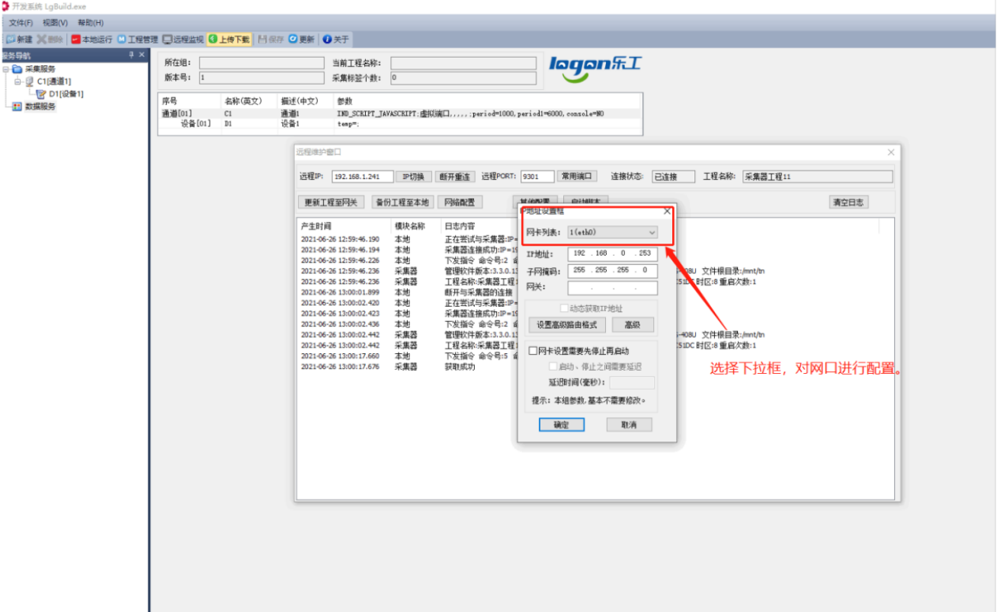 开发系统 LgBuild.exe
文件(F) 视图(V) 帮助(H)
新建 删除 本地运行 工程管理 远程监视 上传下载 保存 更新 关于
服务导航
采集服务
C1[通道1]
D1[设备1]
数据服务
所在组: 当前工程名称:
版本号: 1 采集标签个数: 0
logon乐工
序号 名称(英文) 描述(中文) 参数
通道[01] C1 通道1 IND_SCRIPT_JAVASCRIPT;虚拟端口,,,,,;period=1000,period1=6000,console=NO
设备[01] D1 设备1 temp=;
远程维护窗口
远程IP: 192.168.1.241 IP切换 断开重连 远程PORT: 9301 常用端口 连接状态: 已连接 工程名称: 采集器工程11
更新工程至网关 备份工程至本地 网络配置 其他配置 启动脚本 清空日志
产生时间 模块名称 日志内容
2021-06-26 12:59:46.190 本地 正在尝试与采集器:IP=
2021-06-26 12:59:46.194 本地 采集器连接成功:IP=19
2021-06-26 12:59:46.226 本地 下发指令 命令号:2
2021-06-26 12:59:46.236 采集器 管理软件版本:3.3.0.13 -408U 文件根目录:/mnt/tn
2021-06-26 12:59:46.236 采集器 工程名称:采集器工程 51DC 时区:8 重启次数:1
2021-06-26 13:00:01.899 本地 断开与采集器的连接
2021-06-26 13:00:02.420 本地 正在尝试与采集器:IP=
2021-06-26 13:00:02.423 本地 采集器连接成功:IP=19
2021-06-26 13:00:02.436 本地 下发指令 命令号:2
2021-06-26 13:00:02.442 采集器 管理软件版本:3.3.0.13 -408U 文件根目录:/mnt/tn
2021-06-26 13:00:02.442 采集器 工程名称:采集器工程 51DC 时区:8 重启次数:1
2021-06-26 13:00:17.660 本地 下发指令 命令号:5
2021-06-26 13:00:17.676 采集器 获取成功
IP地址设置框
网卡列表: 1(eth0)
IP地址: 192 . 168 . 0 . 253
子网掩码: 255 . 255 . 255 . 0
网关: . . .
动态获取IP地址
设置高级路由格式 高级
网卡设置需要先停止再启动
启动、停止之间需要延迟
延迟时间(毫秒):
提示: 本组参数,基本不需要修改。
确定 取消
选择下拉框，对网口进行配置。